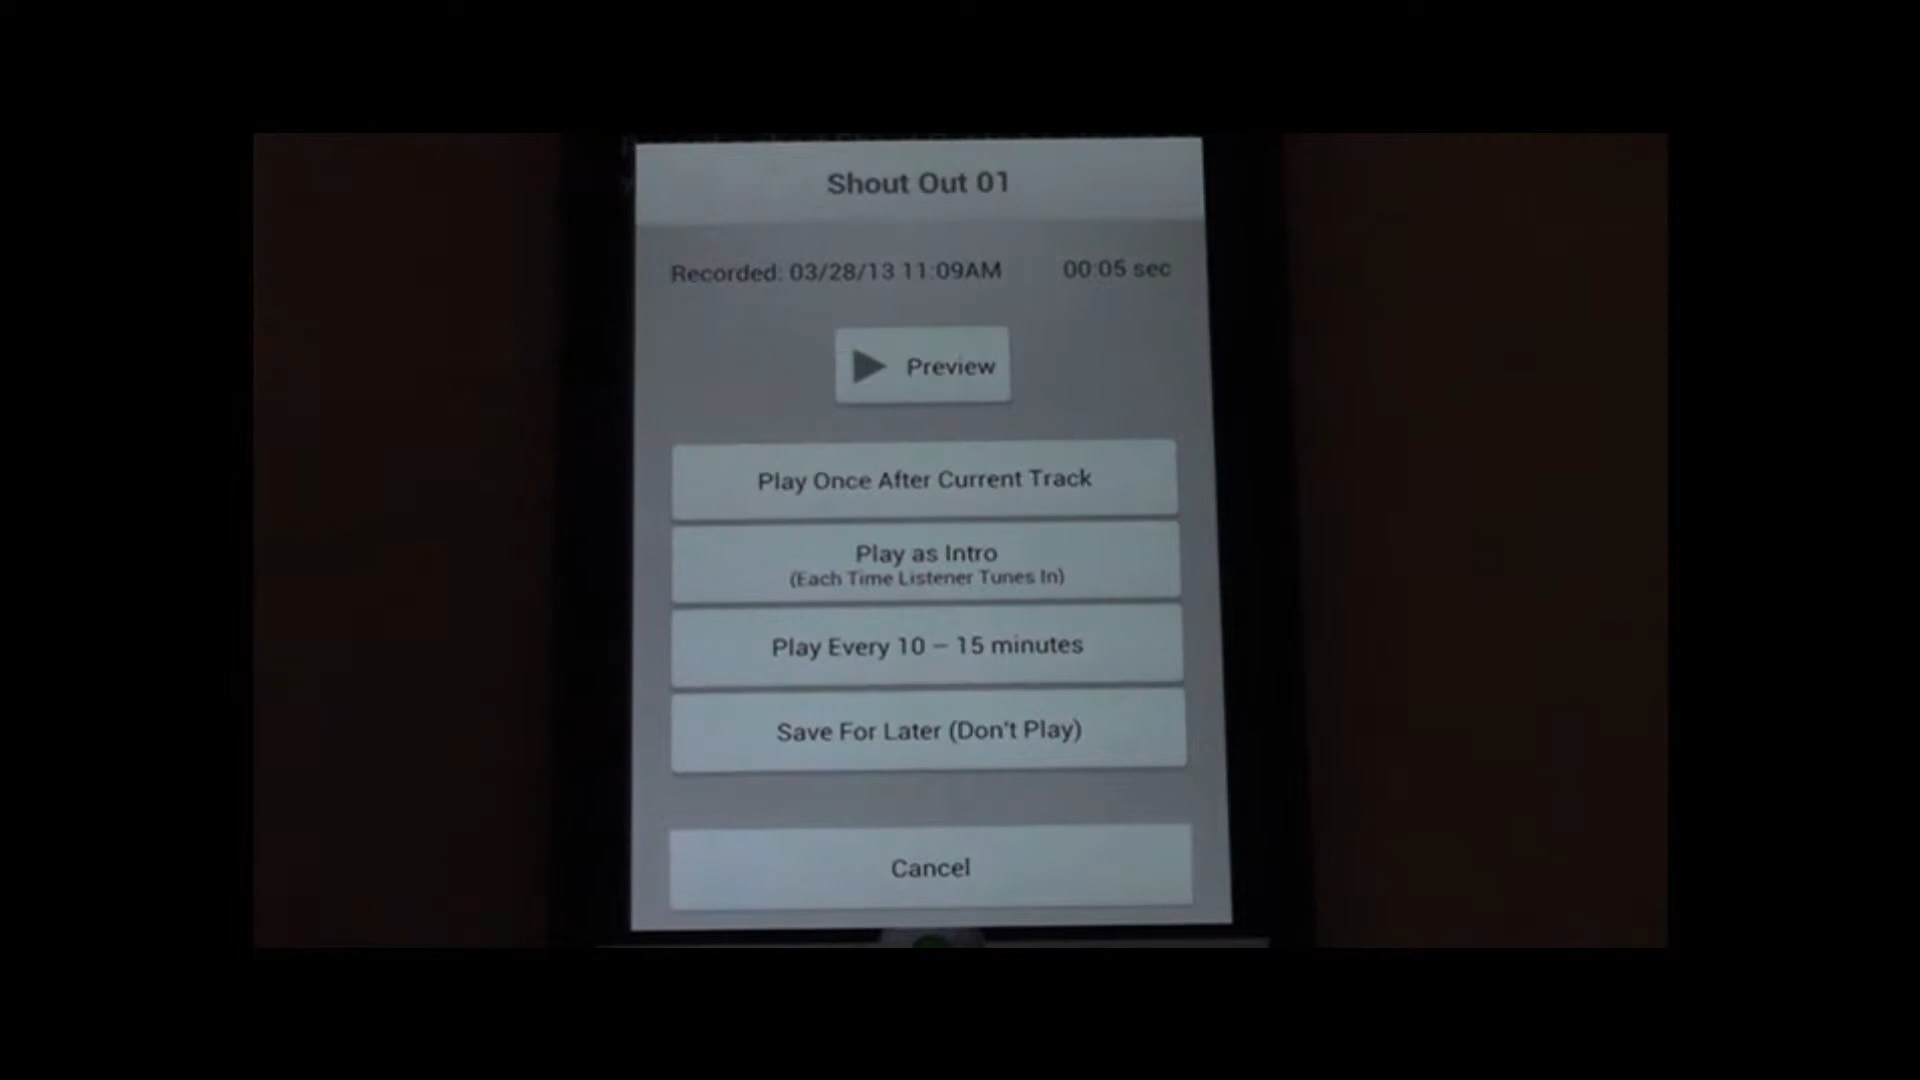 Shout Out 01
Recorded: 03/28/13 11:09AM 00:05 sec
Preview
Play Once After Current Track
Play as Intro
(Each Time Listener Tunes In)
Play Every 10 – 15 minutes
Save For Later (Don't Play)
Cancel